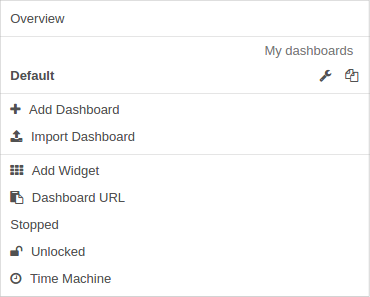 Overview
My dashboards
Default
Add Dashboard
Import Dashboard
Add Widget
Dashboard URL
Stopped
Unlocked
Time Machine